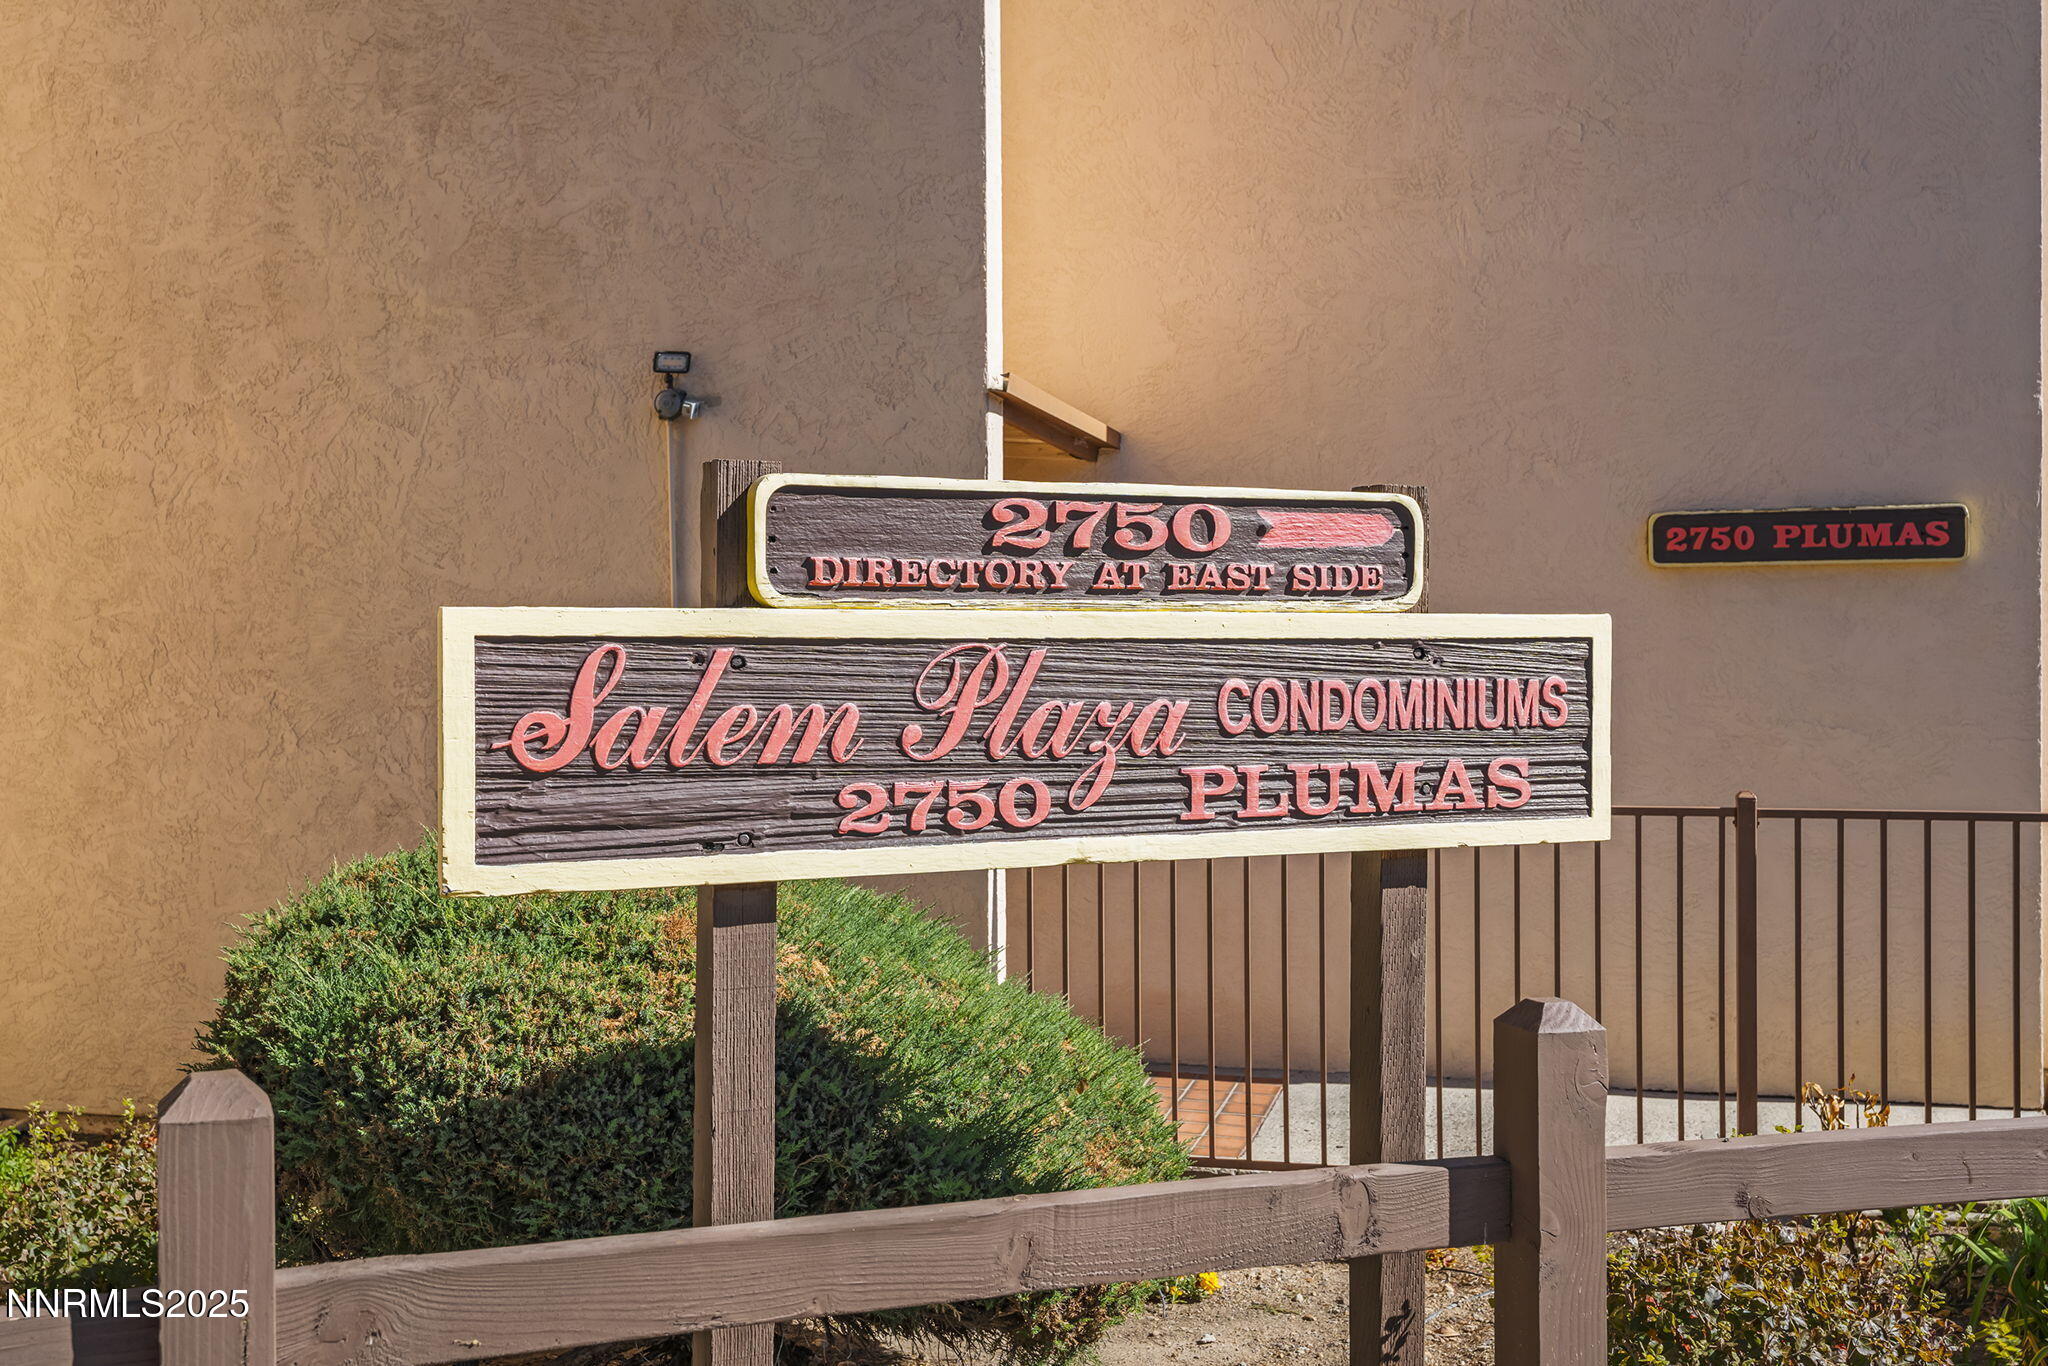 2750
DIRECTORY AT EAST SIDE
Salem Plaza CONDOMINIUMS
2750 PLUMAS
2750 PLUMAS
NNRMLS2025